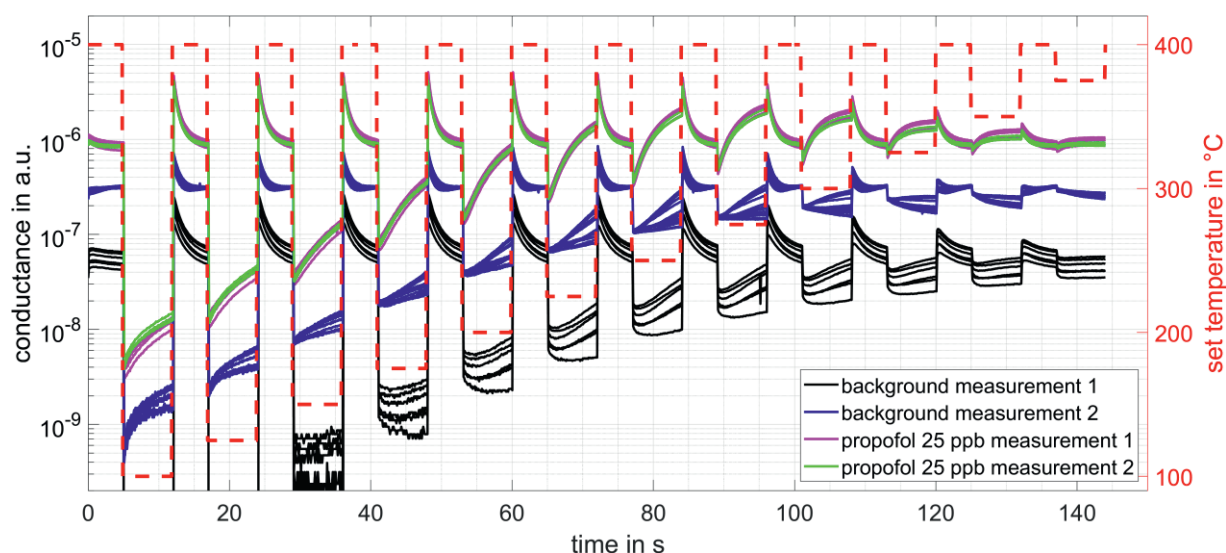 conductance in a.u.
10⁻⁵
10⁻⁶
10⁻⁷
10⁻⁸
10⁻⁹
400
300
200
100
set temperature in °C
background measurement 1
background measurement 2
propofol 25 ppb measurement 1
propofol 25 ppb measurement 2
0 20 40 60 80 100 120 140
time in s